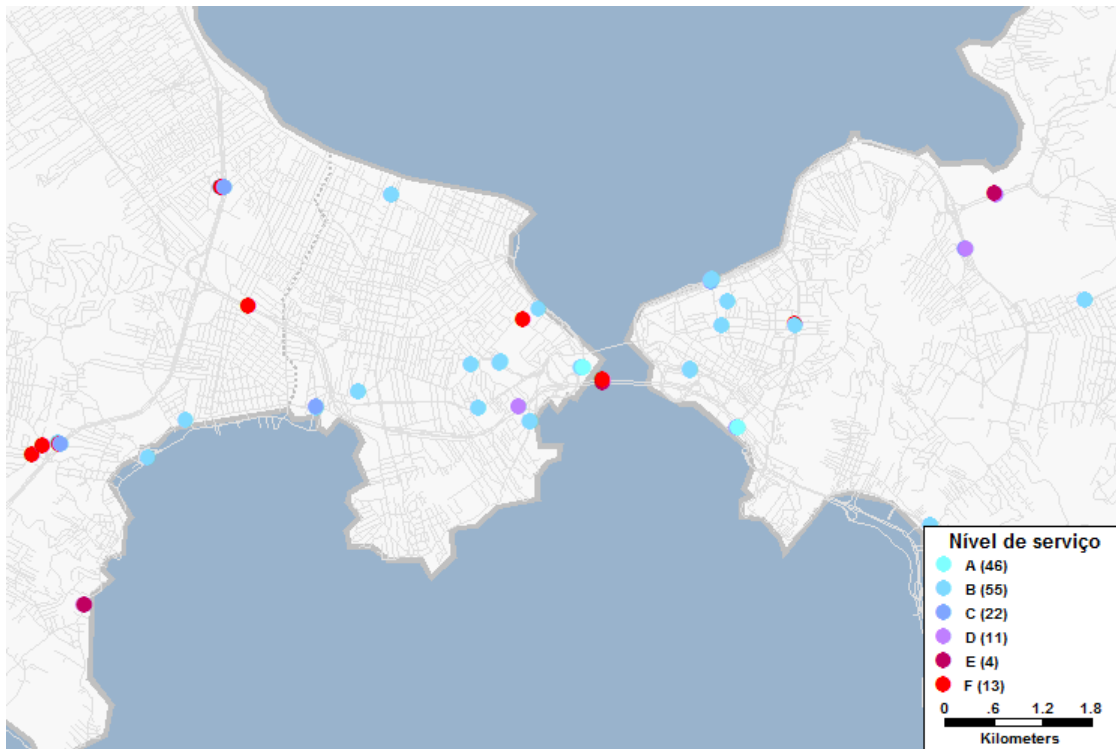 Nível de serviço
A (46)
B (55)
C (22)
D (11)
E (4)
F (13)
0 .6 1.2 1.8
Kilometers